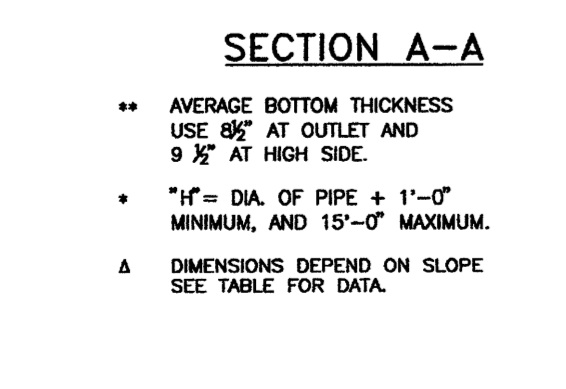 SECTION A-A
** AVERAGE BOTTOM THICKNESS
USE 8½" AT OUTLET AND
9 ½" AT HIGH SIDE.
* "H"= DIA. OF PIPE + 1'-0"
MINIMUM, AND 15'-0" MAXIMUM.
Δ DIMENSIONS DEPEND ON SLOPE
SEE TABLE FOR DATA.